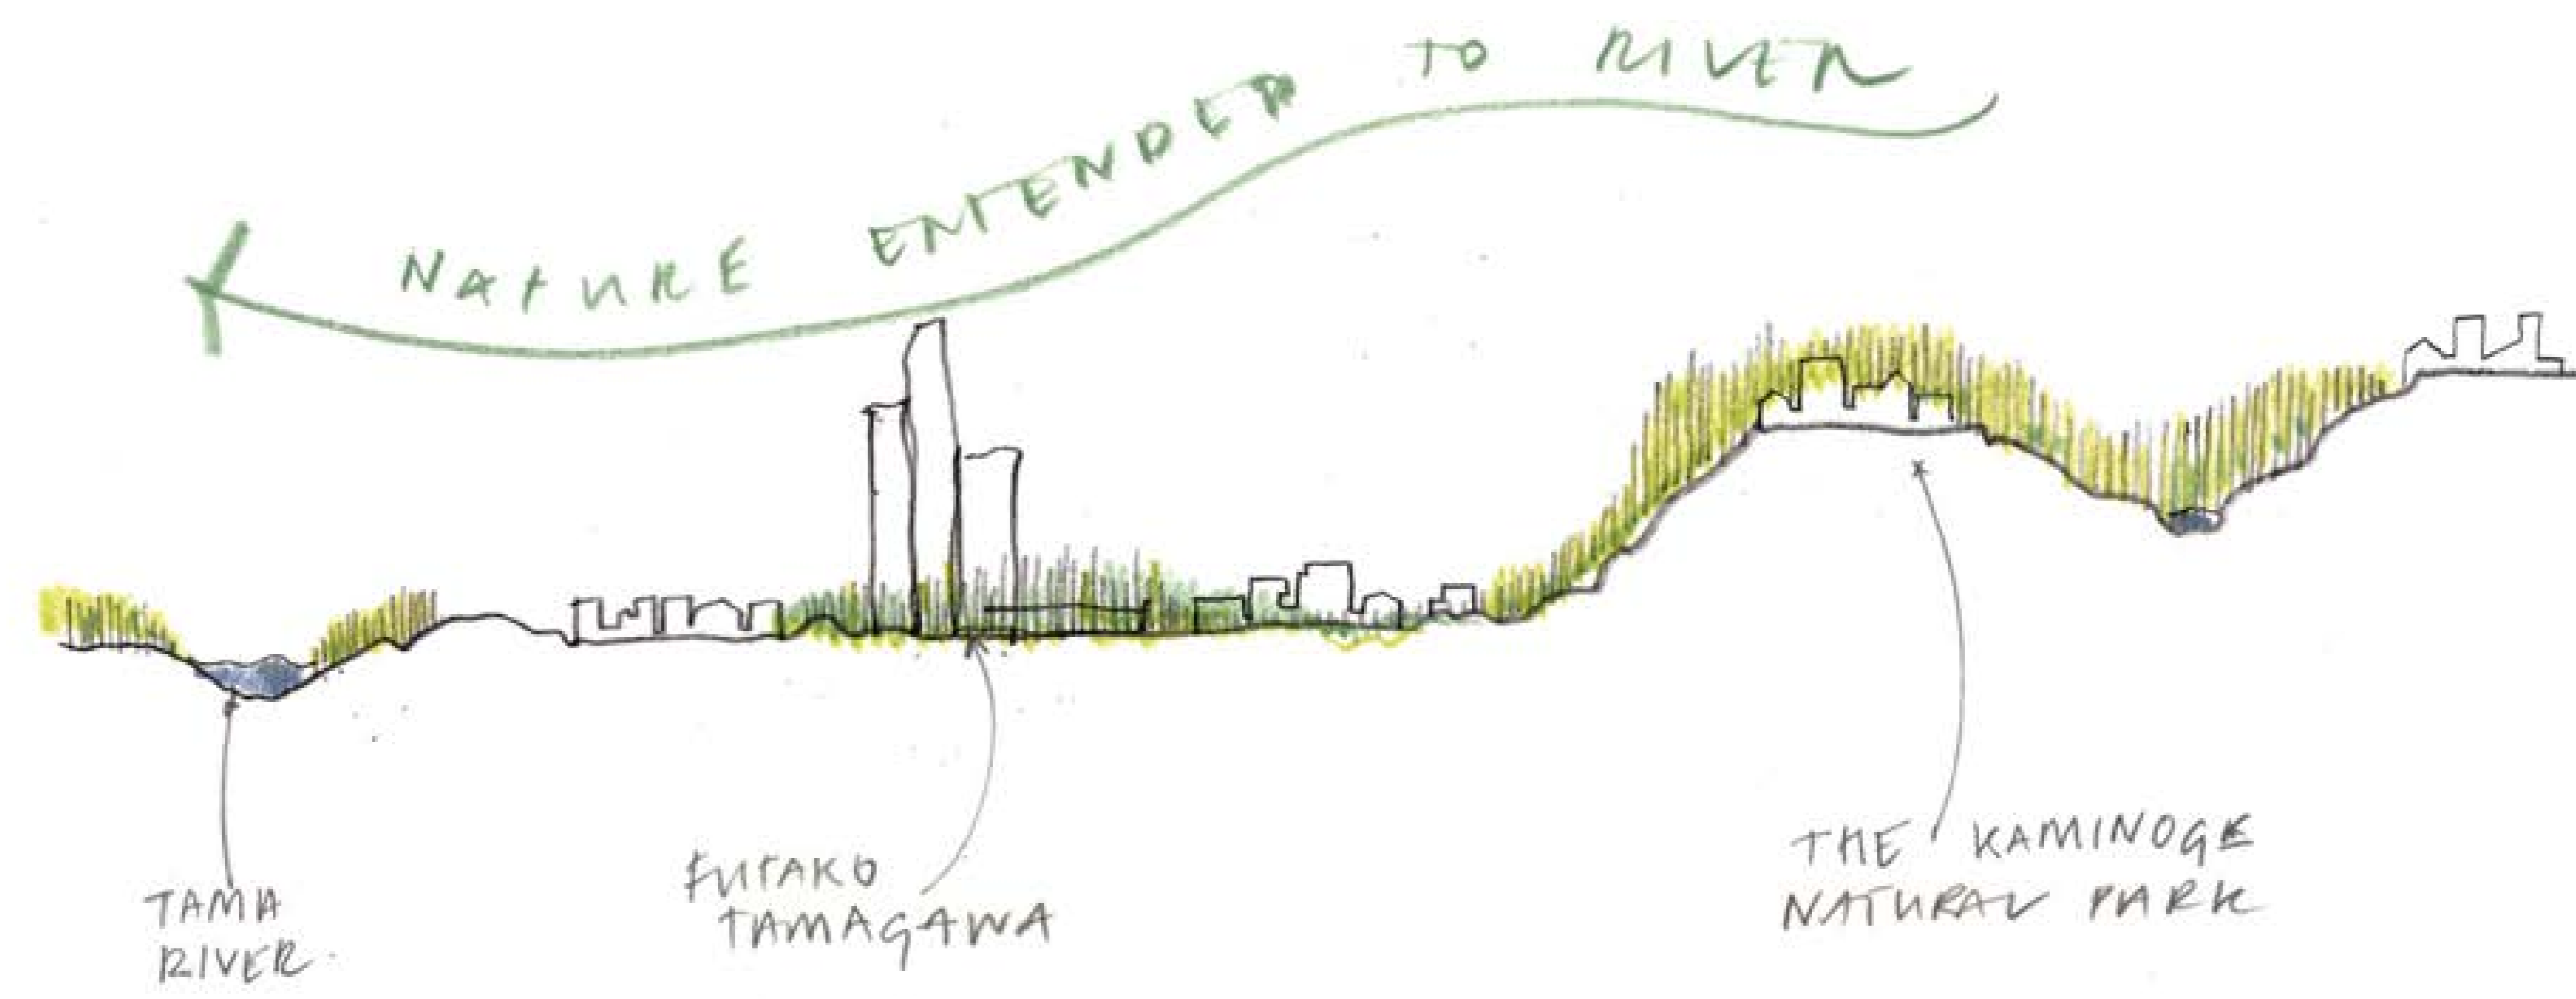 NATURE EXTENDED TO RIVER
TAMA
RIVER.
FUTAKO
TAMAGAWA
THE KAMINOGE
NATURAL PARK